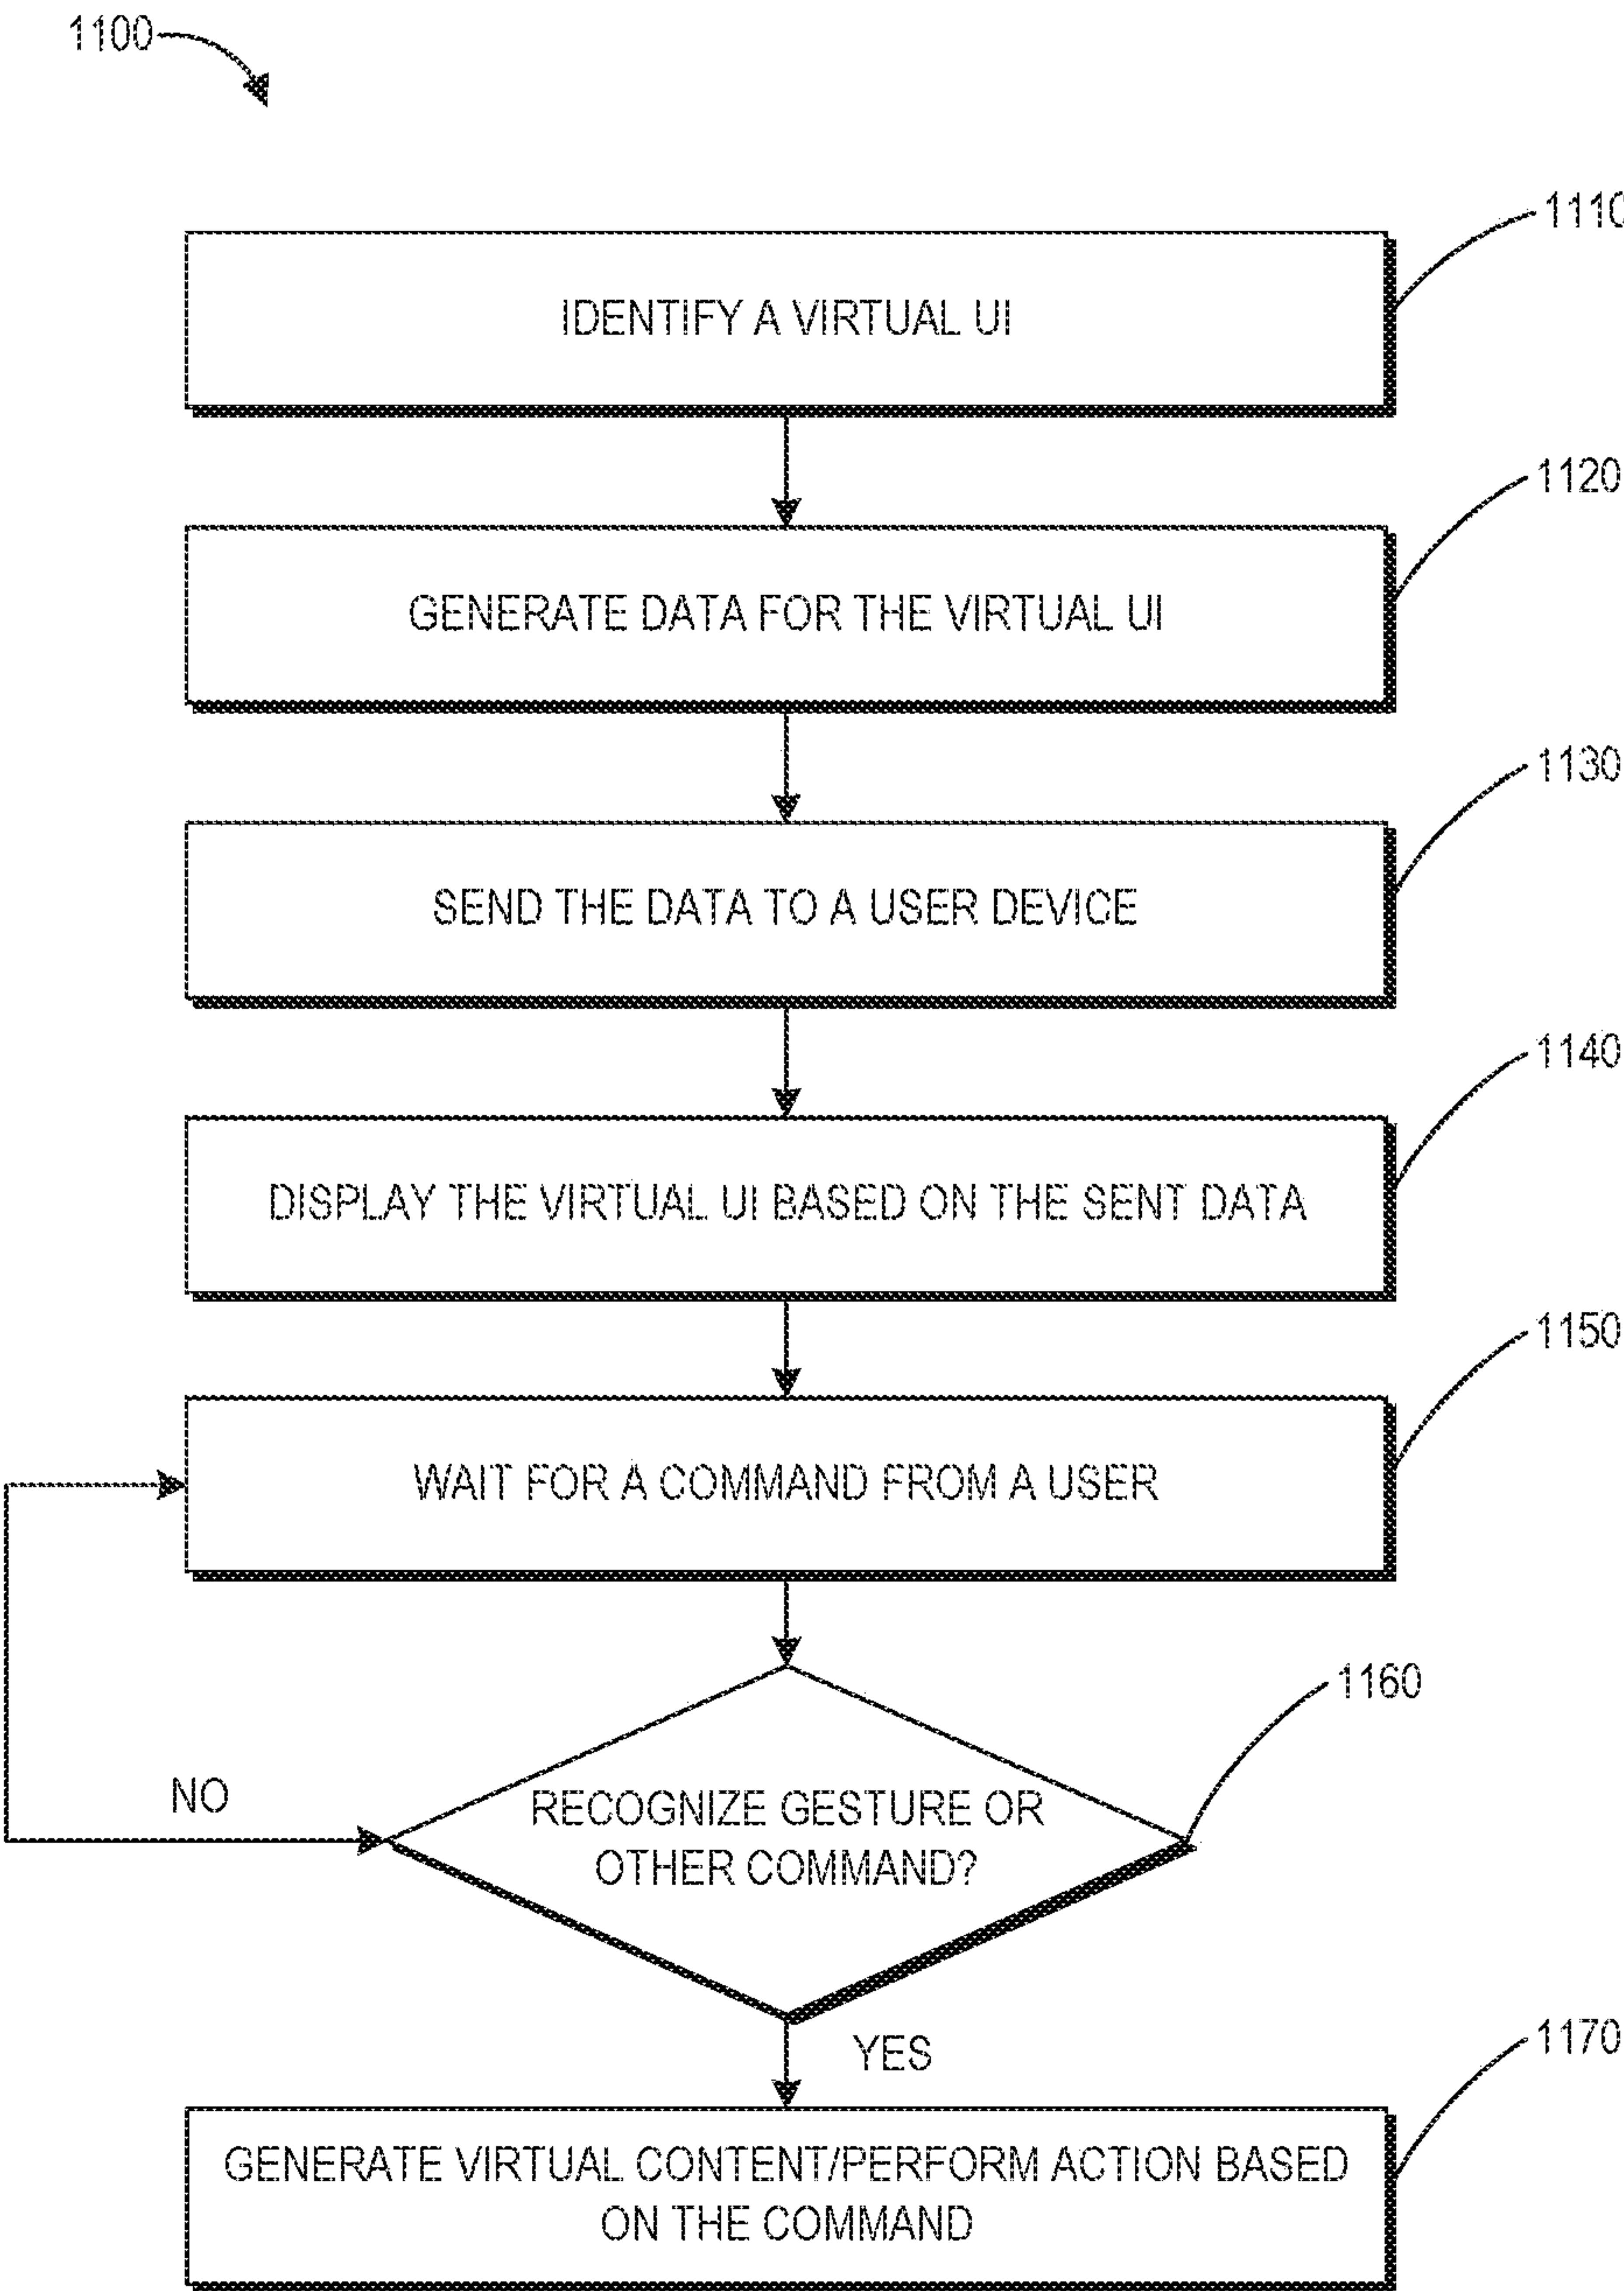 1100
1110
IDENTIFY A VIRTUAL UI
1120
GENERATE DATA FOR THE VIRTUAL UI
1130
SEND THE DATA TO A USER DEVICE
1140
DISPLAY THE VIRTUAL UI BASED ON THE SENT DATA
1150
WAIT FOR A COMMAND FROM A USER
1160
NO
RECOGNIZE GESTURE OR
OTHER COMMAND?
YES
1170
GENERATE VIRTUAL CONTENT/PERFORM ACTION BASED
ON THE COMMAND